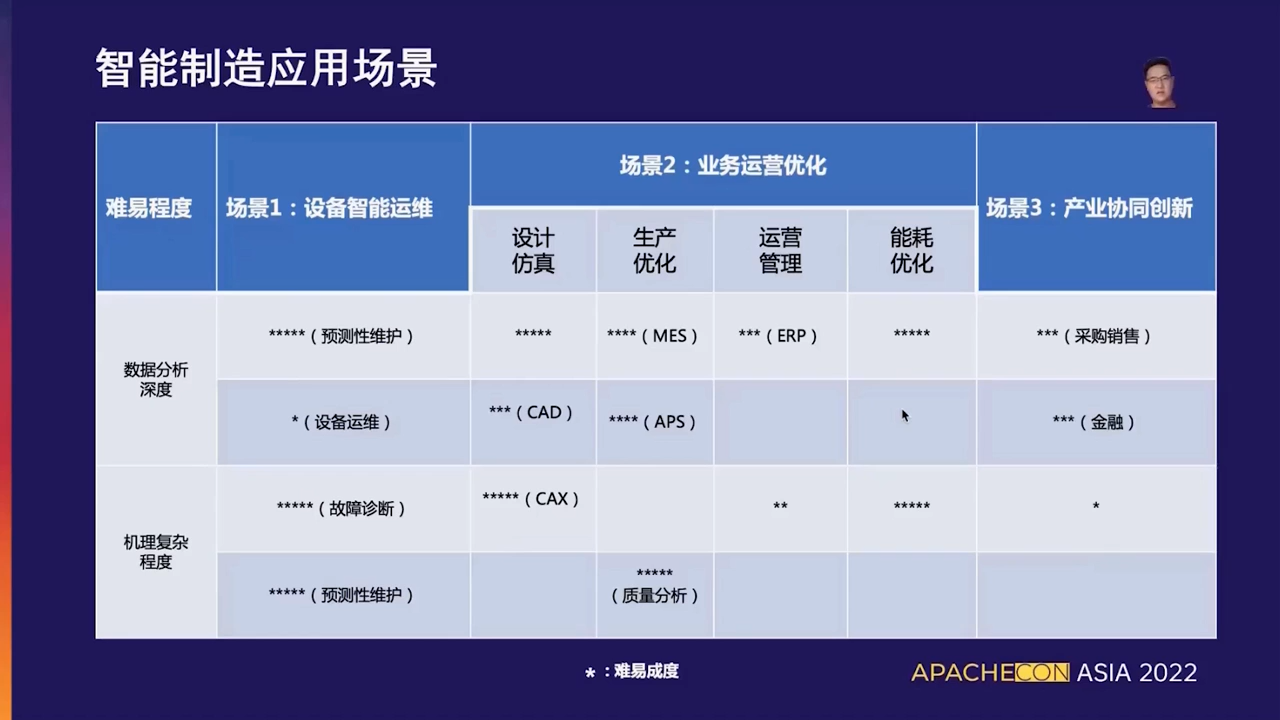 智能制造应用场景
难易程度
场景1：设备智能运维
场景2：业务运营优化
场景3：产业协同创新
设计
仿真
生产
优化
运营
管理
能耗
优化
数据分析
深度
*****（预测性维护）
*****
****（MES）
***（ERP）
*****
***（采购销售）
*（设备运维）
***（CAD）
****（APS）
***（金融）
机理复杂
程度
*****（故障诊断）
*****（CAX）
**
*****
*
*****（预测性维护）
*****
（质量分析）
*：难易成度
APACHECON ASIA 2022